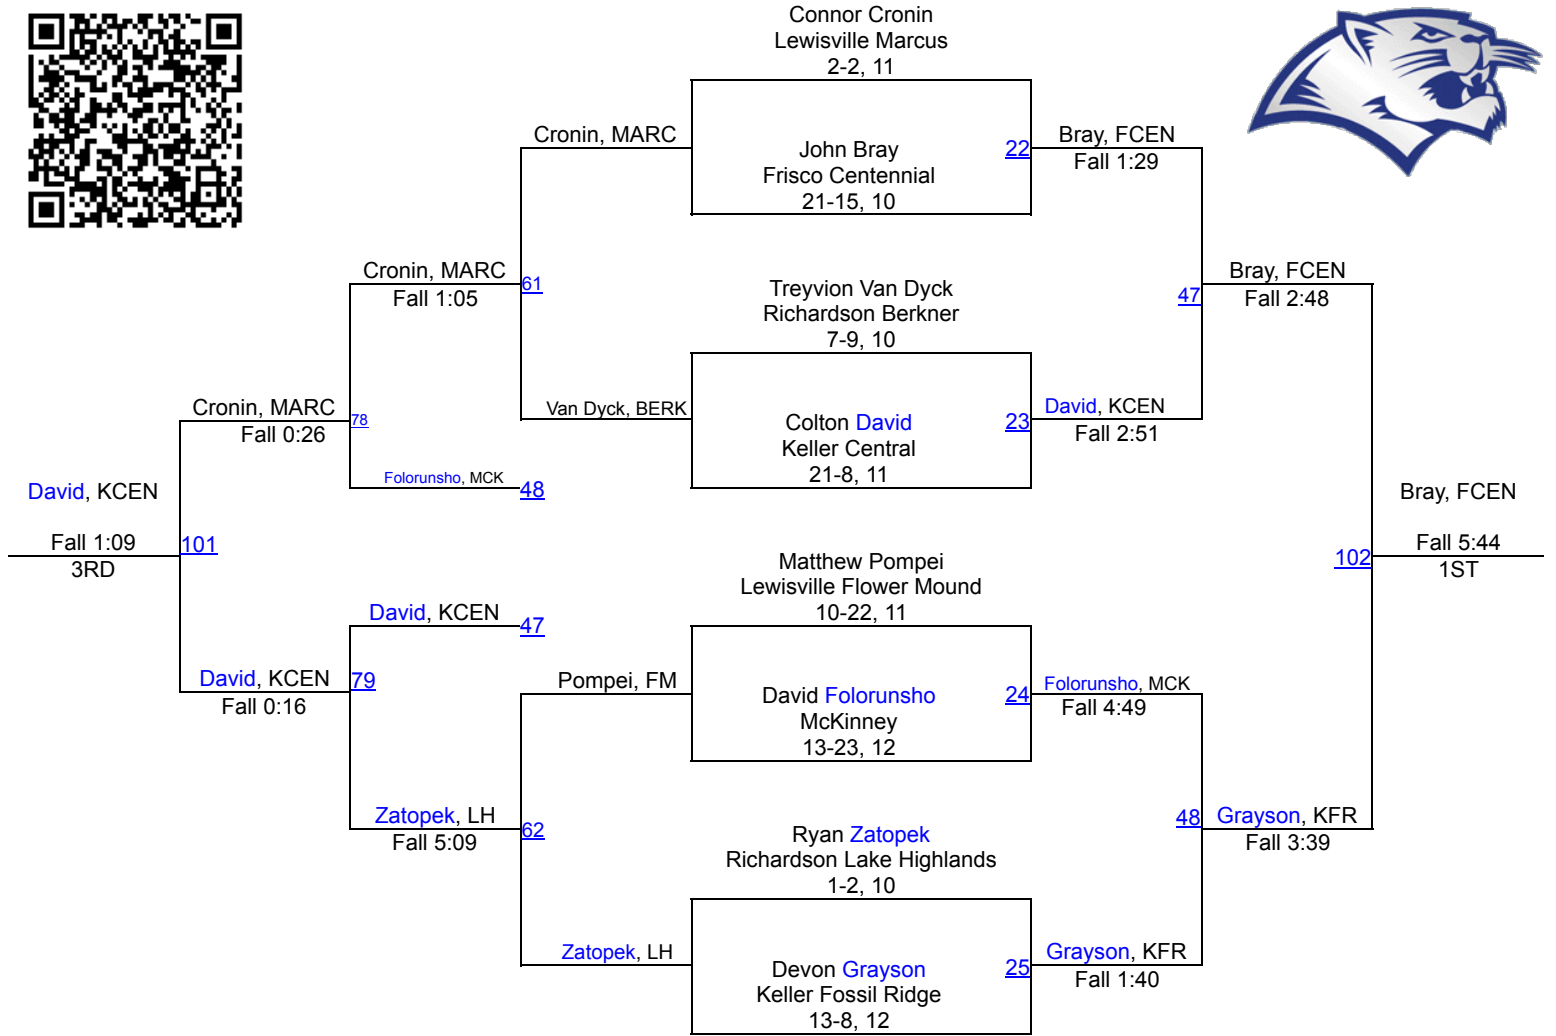 Connor Cronin
Lewisville Marcus
2-2, 11
Cronin, MARC
John Bray
Frisco Centennial
21-15, 10
22
Bray, FCEN
Fall 1:29
Cronin, MARC
Fall 1:05
61
Treyvion Van Dyck
Richardson Berkner
7-9, 10
47
Bray, FCEN
Fall 2:48
Cronin, MARC
Fall 0:26
78
Van Dyck, BERK
Colton David
Keller Central
21-8, 11
23
David, KCEN
Fall 2:51
Folorunsho, MCK
48
David, KCEN
Fall 1:09
3RD
101
Bray, FCEN
Fall 5:44
1ST
102
Matthew Pompei
Lewisville Flower Mound
10-22, 11
David, KCEN
47
David, KCEN
Fall 0:16
79
Pompei, FM
David Folorunsho
McKinney
13-23, 12
24
Folorunsho, MCK
Fall 4:49
Zatopek, LH
Fall 5:09
62
Ryan Zatopek
Richardson Lake Highlands
1-2, 10
48
Grayson, KFR
Fall 3:39
Zatopek, LH
Devon Grayson
Keller Fossil Ridge
13-8, 12
25
Grayson, KFR
Fall 1:40